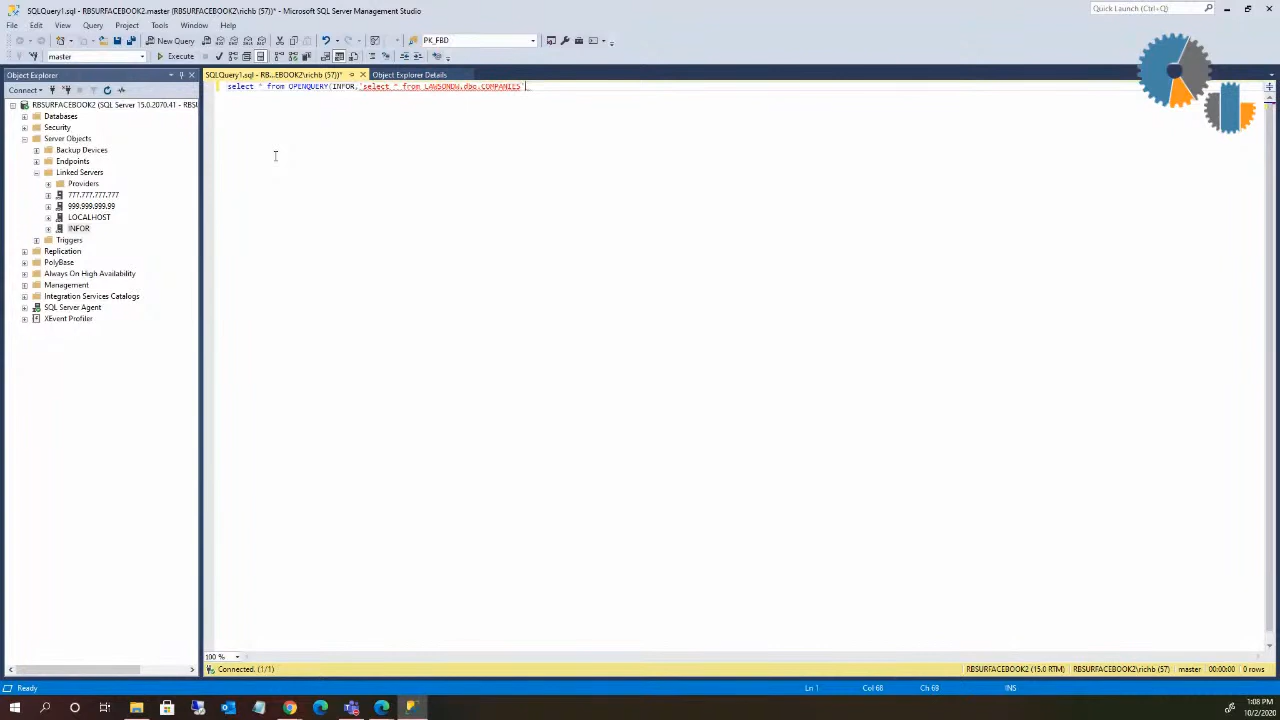 SQLQuery1.sql - RBSURFACEBOOK2.master (RBSURFACEBOOK2\richb (57))* - Microsoft SQL Server Management Studio
Quick Launch (Ctrl+Q)
File Edit View Query Project Tools Window Help
New Query PK_FBD
master Execute
Object Explorer
SQLQuery1.sql - RB...EBOOK2\richb (57))* Object Explorer Details
Connect
select * from OPENQUERY(INFOR,'select * from LAWSONDW.dbo.COMPANIES'
RBSURFACEBOOK2 (SQL Server 15.0.2070.41 - RBS
Databases
Security
Server Objects
Backup Devices
Endpoints
Linked Servers
Providers
777.777.777.777
999.999.999.99
LOCALHOST
INFOR
Triggers
Replication
PolyBase
Always On High Availability
Management
Integration Services Catalogs
SQL Server Agent
XEvent Profiler
100 %
Connected. (1/1) RBSURFACEBOOK2 (15.0 RTM) RBSURFACEBOOK2\richb (57) master 00:00:00 0 rows
Ready Ln 1 Col 68 Ch 69 INS
1:08 PM
10/2/2020